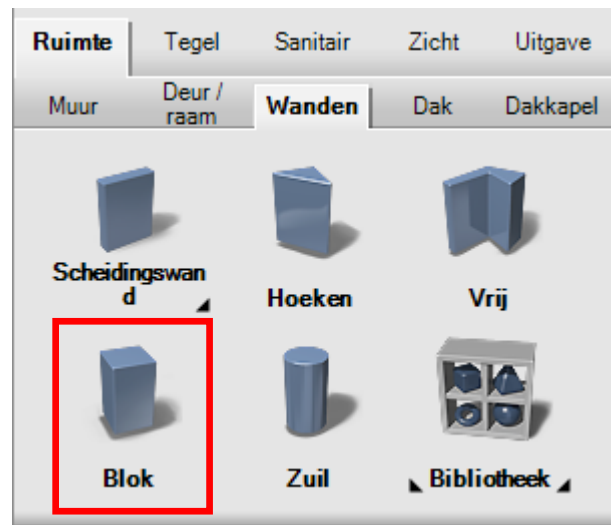 Ruimte Tegel Sanitair Zicht Uitgave
Muur Deur / raam Wanden Dak Dakkapel
Scheidingswan
d
Hoeken
Vrij
Blok
Zuil
Bibliotheek